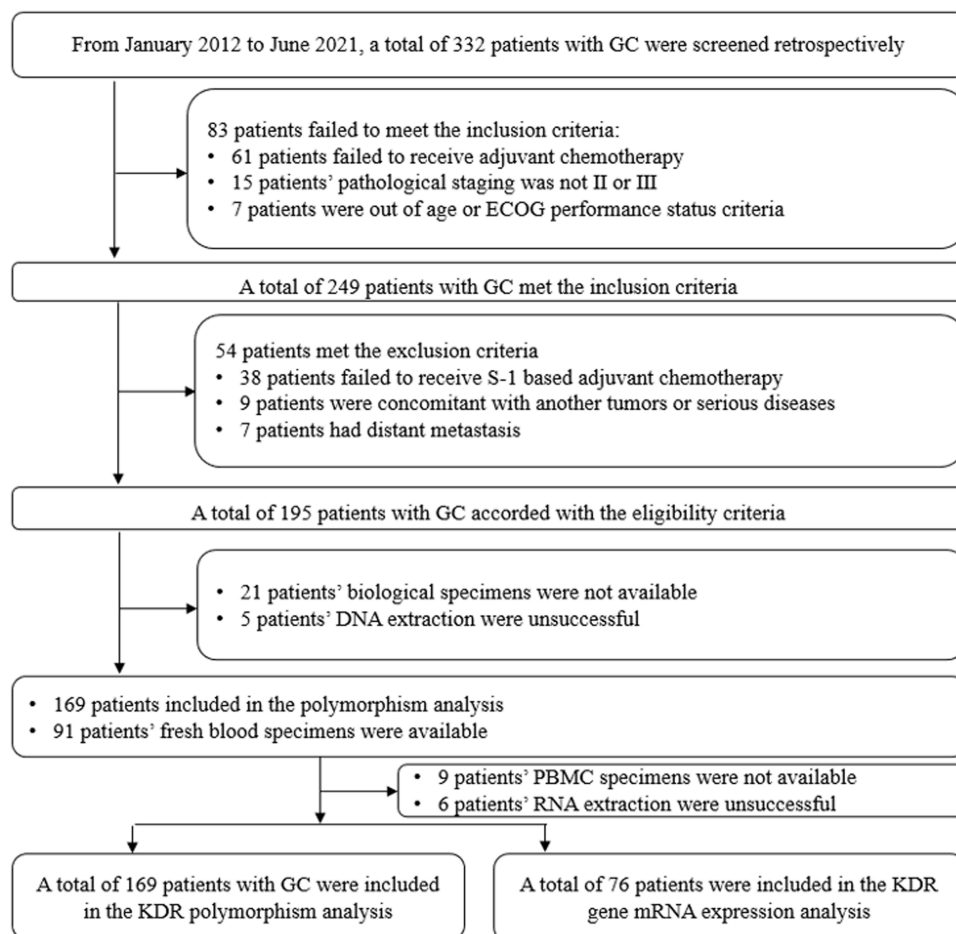 From January 2012 to June 2021, a total of 332 patients with GC were screened retrospectively
83 patients failed to meet the inclusion criteria:
• 61 patients failed to receive adjuvant chemotherapy
• 15 patients’ pathological staging was not II or III
• 7 patients were out of age or ECOG performance status criteria
A total of 249 patients with GC met the inclusion criteria
54 patients met the exclusion criteria
• 38 patients failed to receive S-1 based adjuvant chemotherapy
• 9 patients were concomitant with another tumors or serious diseases
• 7 patients had distant metastasis
A total of 195 patients with GC accorded with the eligibility criteria
• 21 patients’ biological specimens were not available
• 5 patients’ DNA extraction were unsuccessful
• 169 patients included in the polymorphism analysis
• 91 patients’ fresh blood specimens were available
• 9 patients’ PBMC specimens were not available
• 6 patients’ RNA extraction were unsuccessful
A total of 169 patients with GC were included
in the KDR polymorphism analysis
A total of 76 patients were included in the KDR
gene mRNA expression analysis